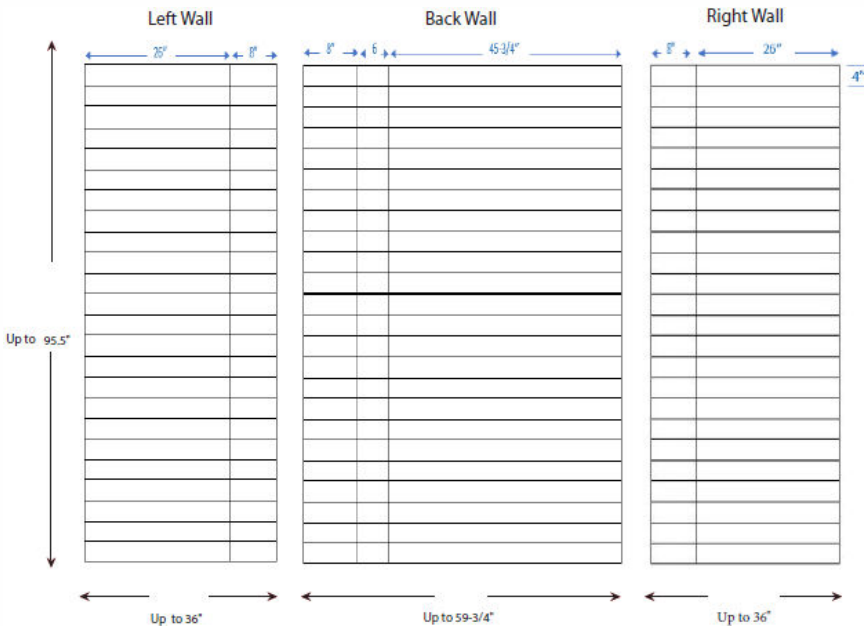 Left Wall
Back Wall
Right Wall
26"
8"
8"
6
45-3/4"
8"
26"
4"
Up to 95.5"
Up to 36"
Up to 59-3/4"
Up to 36"